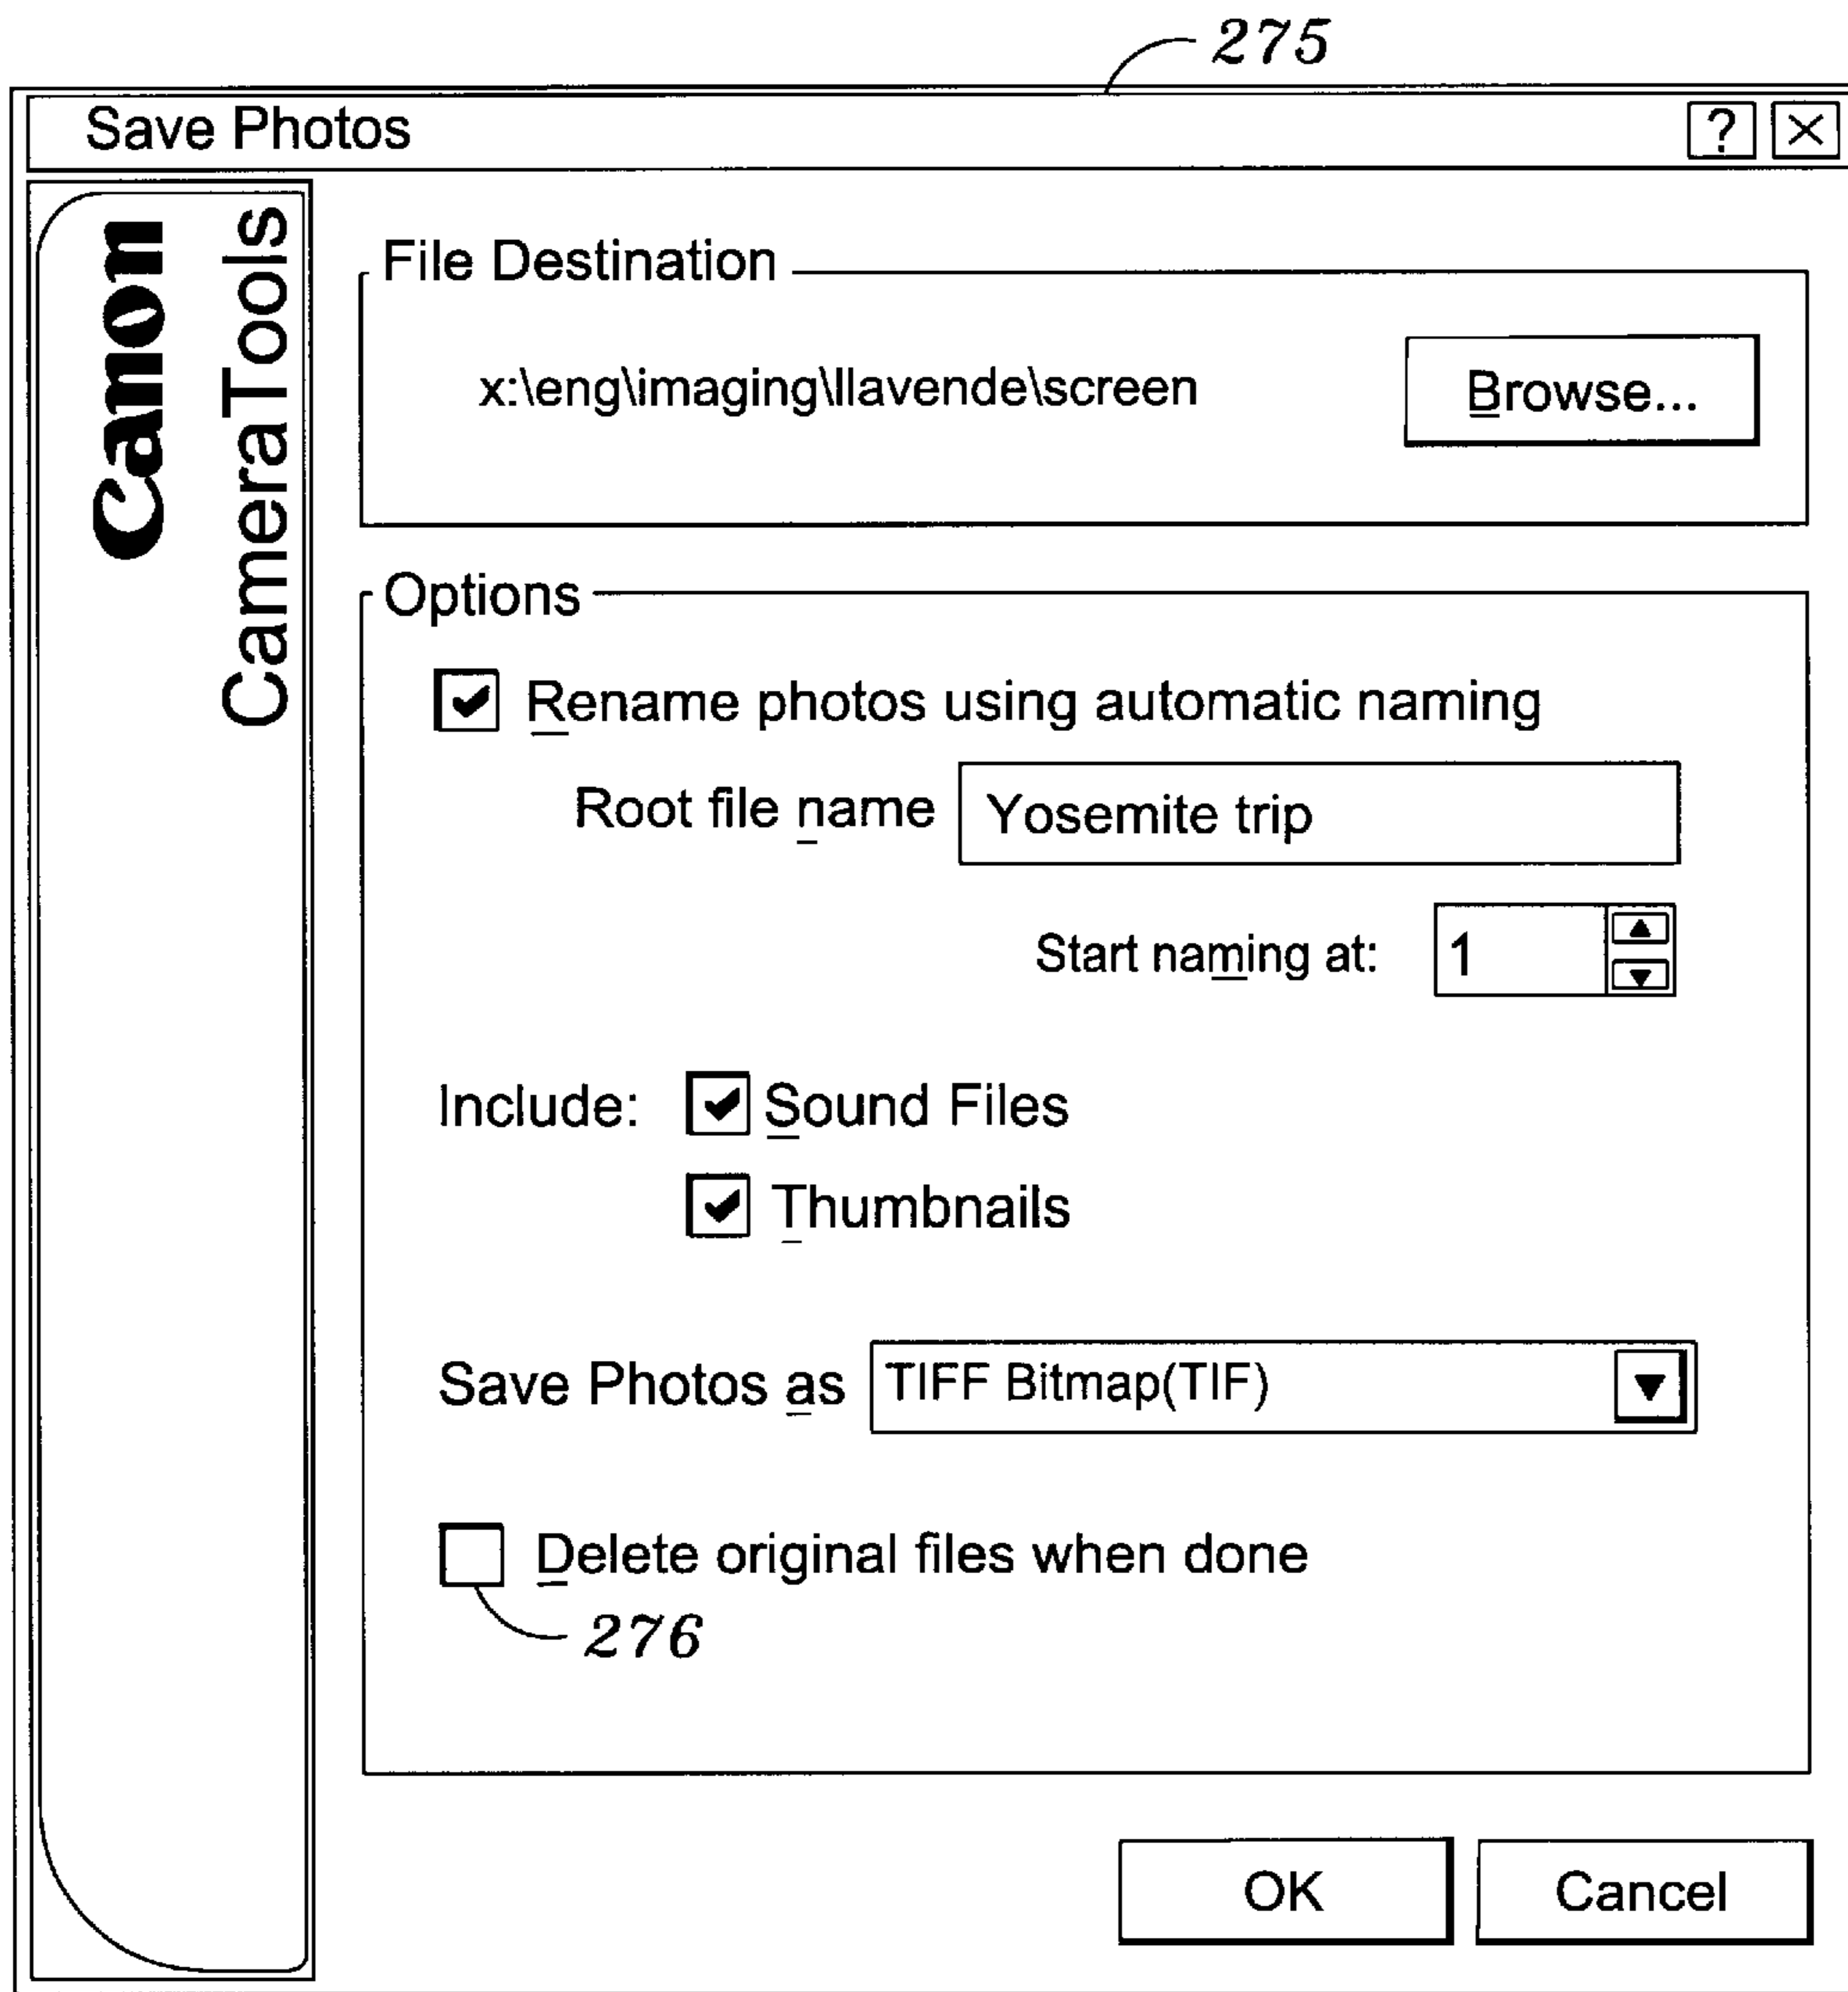 275
Save Photos ? ×
Canon
CameraTools
File Destination
x:\eng\imaging\llavende\screen
Browse...
Options
Rename photos using automatic naming
Root file name Yosemite trip
Start naming at: 1
Include: Sound Files
Thumbnails
Save Photos as TIFF Bitmap(TIF)
Delete original files when done
276
OK Cancel